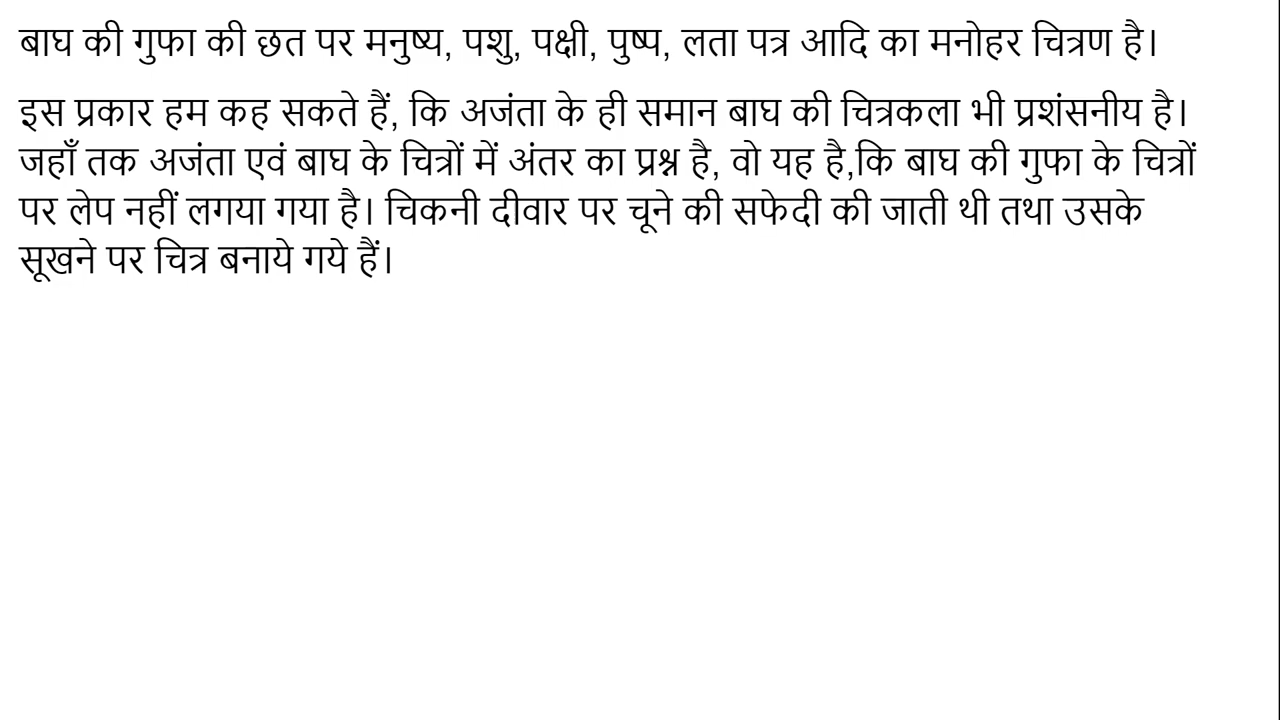 बाघ की गुफा की छत पर मनुष्य, पशु, पक्षी, पुष्प, लता पत्र आदि का मनोहर चित्रण है।
इस प्रकार हम कह सकते हैं, कि अजंता के ही समान बाघ की चित्रकला भी प्रशंसनीय है।
जहाँ तक अजंता एवं बाघ के चित्रों में अंतर का प्रश्न है, वो यह है,कि बाघ की गुफा के चित्रों
पर लेप नहीं लगया गया है। चिकनी दीवार पर चूने की सफेदी की जाती थी तथा उसके
सूखने पर चित्र बनाये गये हैं।